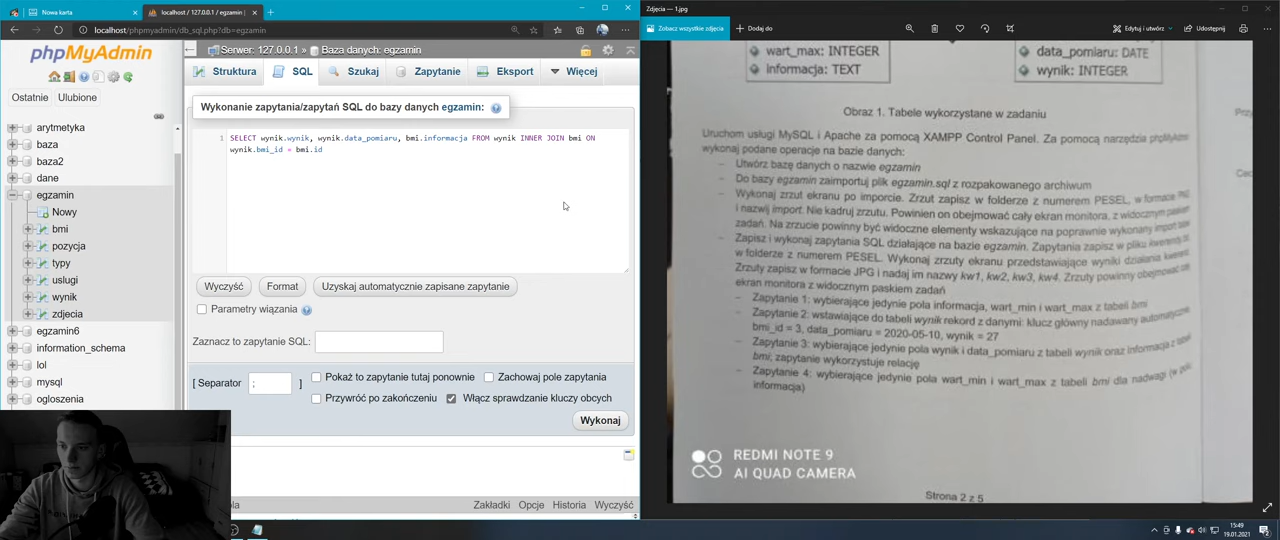 Nowa karta
localhost / 127.0.0.1 / egzamin |
localhost/phpmyadmin/db_sql.php?db=egzamin
phpMyAdmin
Ostatnie
Ulubione
arytmetyka
baza
baza2
dane
egzamin
Nowy
bmi
pozycja
typy
uslugi
wynik
zdjecia
egzamin6
information_schema
lol
mysql
ogloszenia
Serwer: 127.0.0.1 » Baza danych: egzamin
Struktura
SQL
Szukaj
Zapytanie
Eksport
Więcej
Wykonanie zapytania/zapytań SQL do bazy danych egzamin:
1 SELECT wynik.wynik, wynik.data_pomiaru, bmi.informacja FROM wynik INNER JOIN bmi ON
wynik.bmi_id = bmi.id
Wyczyść
Format
Uzyskaj automatycznie zapisane zapytanie
Parametry wiązania
Zaznacz to zapytanie SQL:
[ Separator ; ]
Pokaż to zapytanie tutaj ponownie
Zachowaj pole zapytania
Przywróć po zakończeniu
Włącz sprawdzanie kluczy obcych
Wykonaj
Zakładki
Opcje
Historia
Wyczyść
Zdjęcia — 1.jpg
Zobacz wszystkie zdjęcia
Dodaj do
Edytuj i utwórz
Udostępnij
wart_max: INTEGER
informacja: TEXT
data_pomiaru: DATE
wynik: INTEGER
Obraz 1. Tabele wykorzystane w zadaniu
Uruchom usługi MySQL i Apache za pomocą XAMPP Control Panel. Za pomocą narzędzia phpMyAdmin
wykonaj podane operacje na bazie danych:
– Utwórz bazę danych o nazwie egzamin
– Do bazy egzamin zaimportuj plik egzamin.sql z rozpakowanego archiwum
– Wykonaj zrzut ekranu po imporcie. Zrzut zapisz w folderze z numerem PESEL, w formacie
i nazwij import. Nie kadruj zrzutu. Powinien on obejmować cały ekran monitora, z widocznym paskiem
zadań. Na zrzucie powinny być widoczne elementy wskazujące na poprawnie wykonany import
– Zapisz i wykonaj zapytania SQL działające na bazie egzamin. Zapytania zapisz w pliku
w folderze z numerem PESEL. Wykonaj zrzuty ekranu przedstawiające wyniki działania
Zrzuty zapisz w formacie JPG i nadaj im nazwy kw1, kw2, kw3, kw4. Zrzuty powinny obejmować
ekran monitora z widocznym paskiem zadań
– Zapytanie 1: wybierające jedynie pola informacja, wart_min i wart_max z tabeli bmi
– Zapytanie 2: wstawiające do tabeli wynik rekord z danymi: klucz główny nadawany automatycznie
bmi_id = 3, data_pomiaru = 2020-05-10, wynik = 27
– Zapytanie 3: wybierające jedynie pola wynik i data_pomiaru z tabeli wynik oraz informacja z
bmi, zapytanie wykorzystuje relację
– Zapytanie 4: wybierające jedynie pola wart_min i wart_max z tabeli bmi dla nadwagi (w
informacja)
REDMI NOTE 9
AI QUAD CAMERA
Strona 2 z 5
15:49
19.01.2021